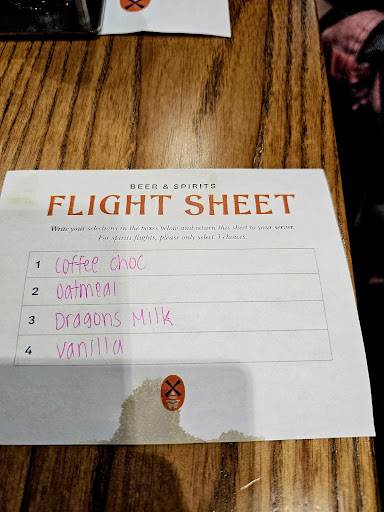 BEER & SPIRITS
FLIGHT SHEET
Write your selections in the boxes below and return this sheet to your server.
For spirits flights, please only select 3 choices.
1 Coffee choc
2 oatmeal
3 Dragons Milk
4 vanilla